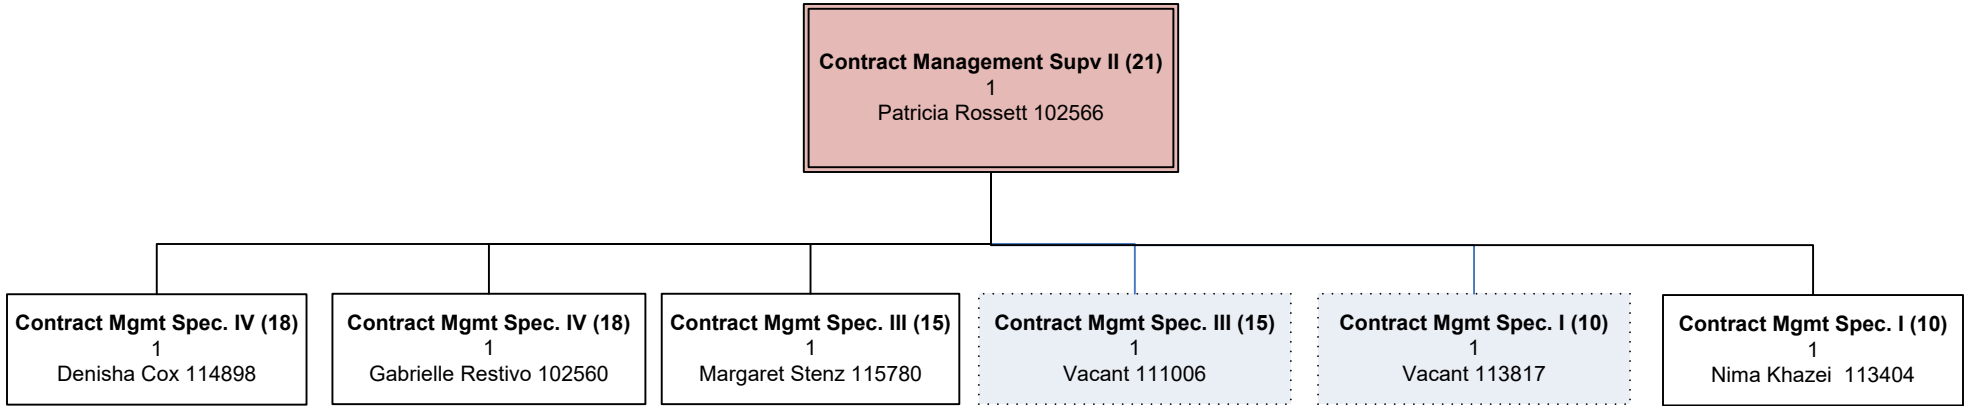 Contract Management Supv II (21)
1
Patricia Rossett 102566
Contract Mgmt Spec. IV (18)
1
Denisha Cox 114898
Contract Mgmt Spec. IV (18)
1
Gabrielle Restivo 102560
Contract Mgmt Spec. III (15)
1
Margaret Stenz 115780
Contract Mgmt Spec. III (15)
1
Vacant 111006
Contract Mgmt Spec. I (10)
1
Vacant 113817
Contract Mgmt Spec. I (10)
1
Nima Khazei  113404